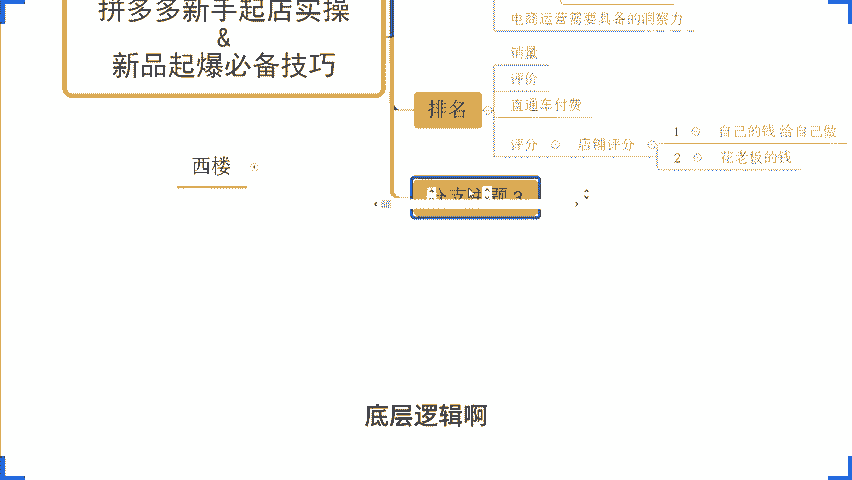 拼多多新手起店实操
&
新品起爆必备技巧
电商运营需要具备的洞察力
销量
评价
排名
直通车付费
评分
店铺评分
1 自己的钱 给自己做
2 花老板的钱
西楼
分支主题 3
底层逻辑啊